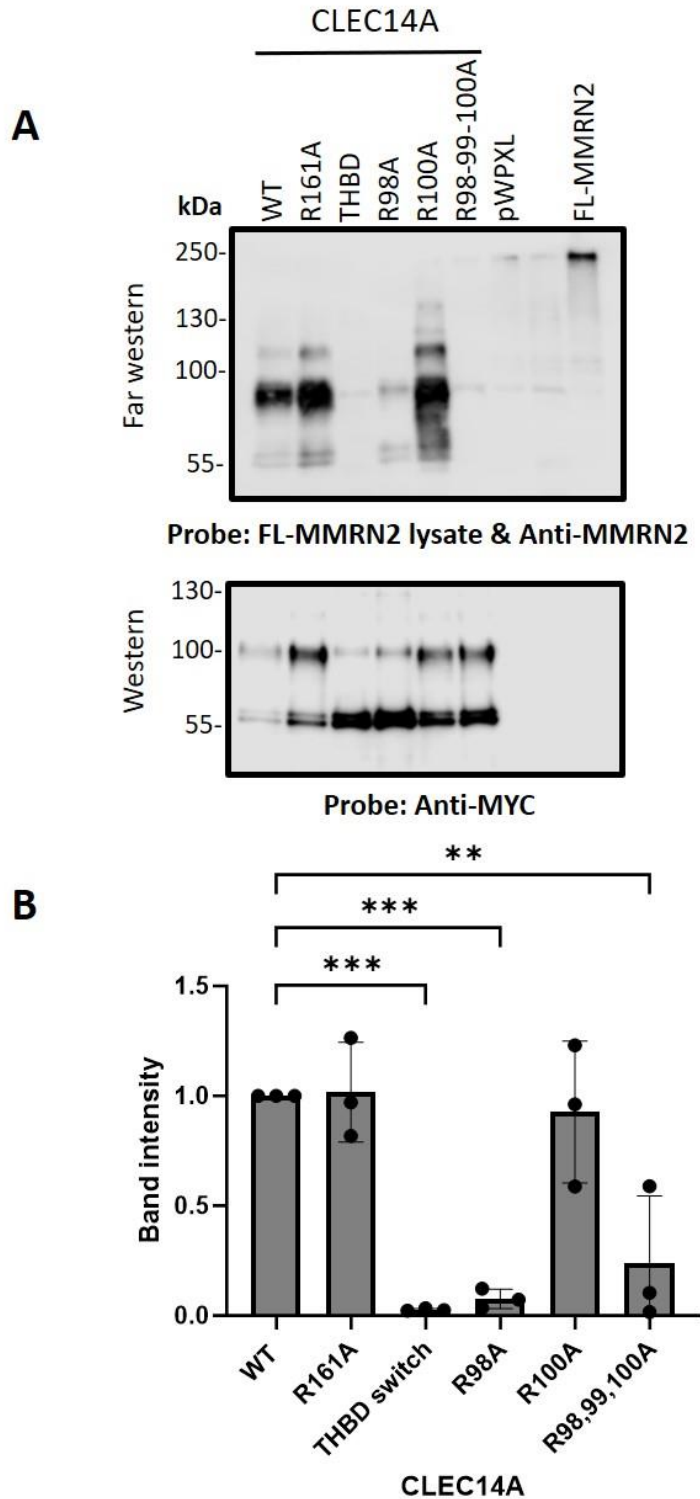 CLEC14A
A
kDa
WT
R161A
THBD
R98A
R100A
R98-99-100A
pWPXL
FL-MMRN2
Far western
250-
130-
100-
55-
Probe: FL-MMRN2 lysate & Anti-MMRN2
Western
130-
100-
55-
Probe: Anti-MYC
B
**
***
***
Band intensity
1.5
1.0
0.5
0.0
WT
R161A
THBD switch
R98A
R100A
R98,99,100A
CLEC14A